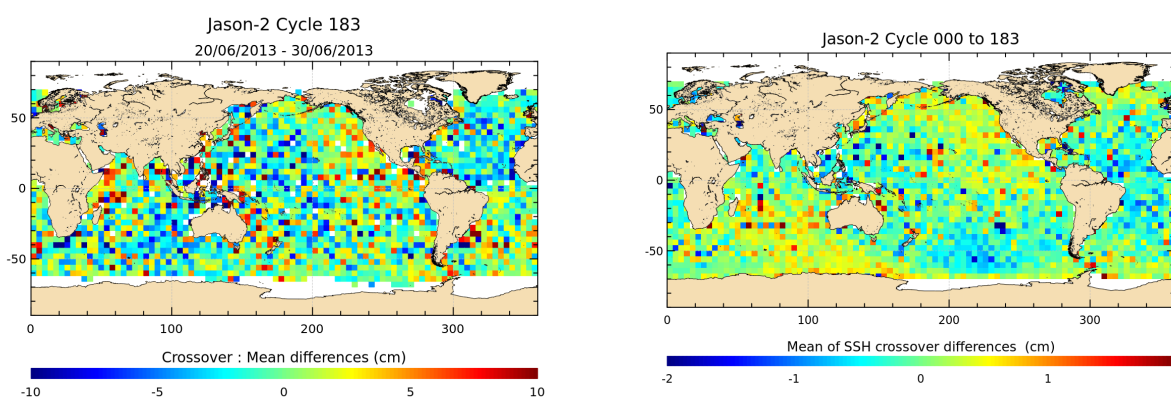 Jason-2 Cycle 183
20/06/2013 - 30/06/2013
50
0
-50
0 100 200 300
Crossover : Mean differences (cm)
-10 -5 0 5 10
Jason-2 Cycle 000 to 183
50
0
-50
0 100 200 300
Mean of SSH crossover differences (cm)
-2 -1 0 1